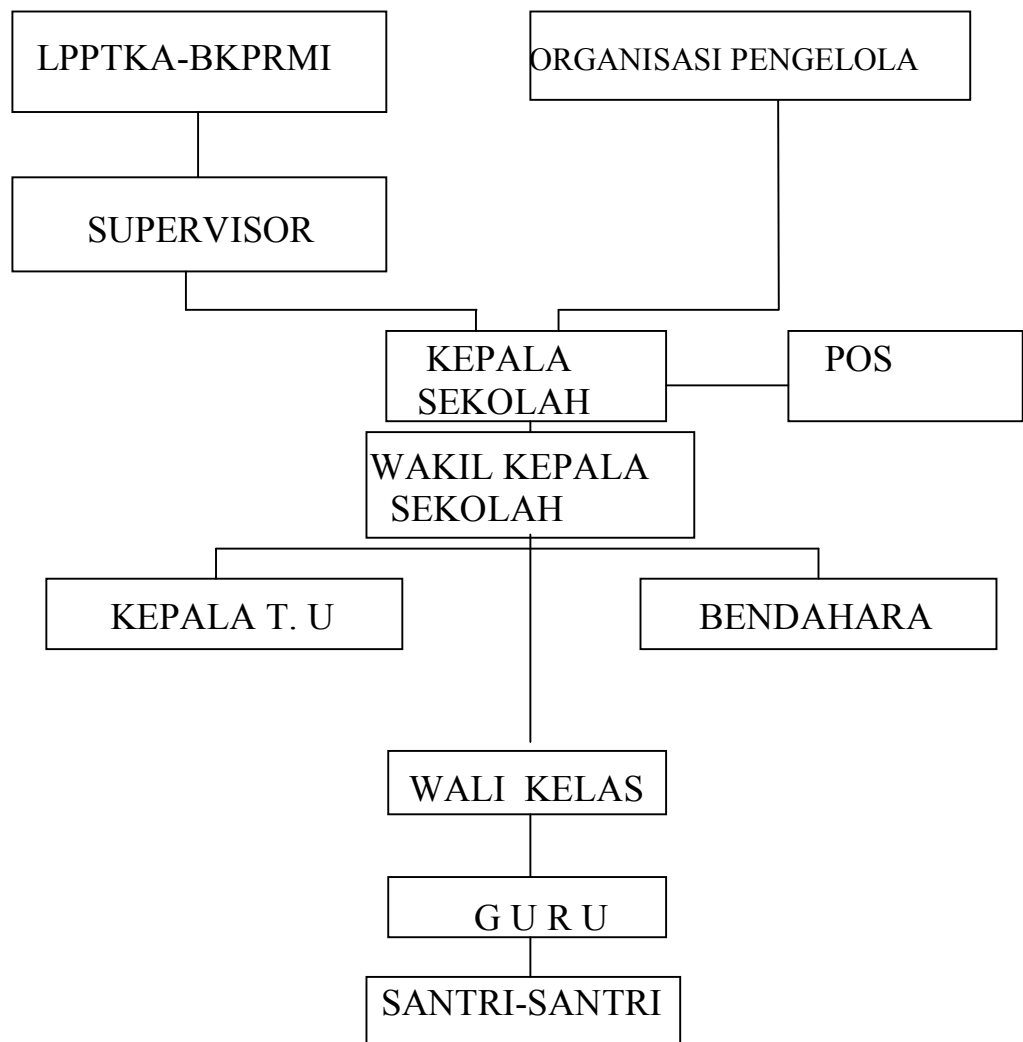 LPPTKA-BKPRMI
ORGANISASI PENGELOLA
SUPERVISOR
KEPALA
SEKOLAH
POS
WAKIL KEPALA
SEKOLAH
KEPALA T. U
BENDAHARA
WALI KELAS
G U R U
SANTRI-SANTRI